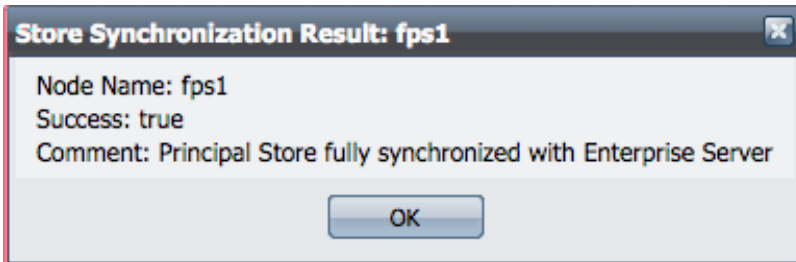 Store Synchronization Result: fps1
Node Name: fps1
Success: true
Comment: Principal Store fully synchronized with Enterprise Server
OK